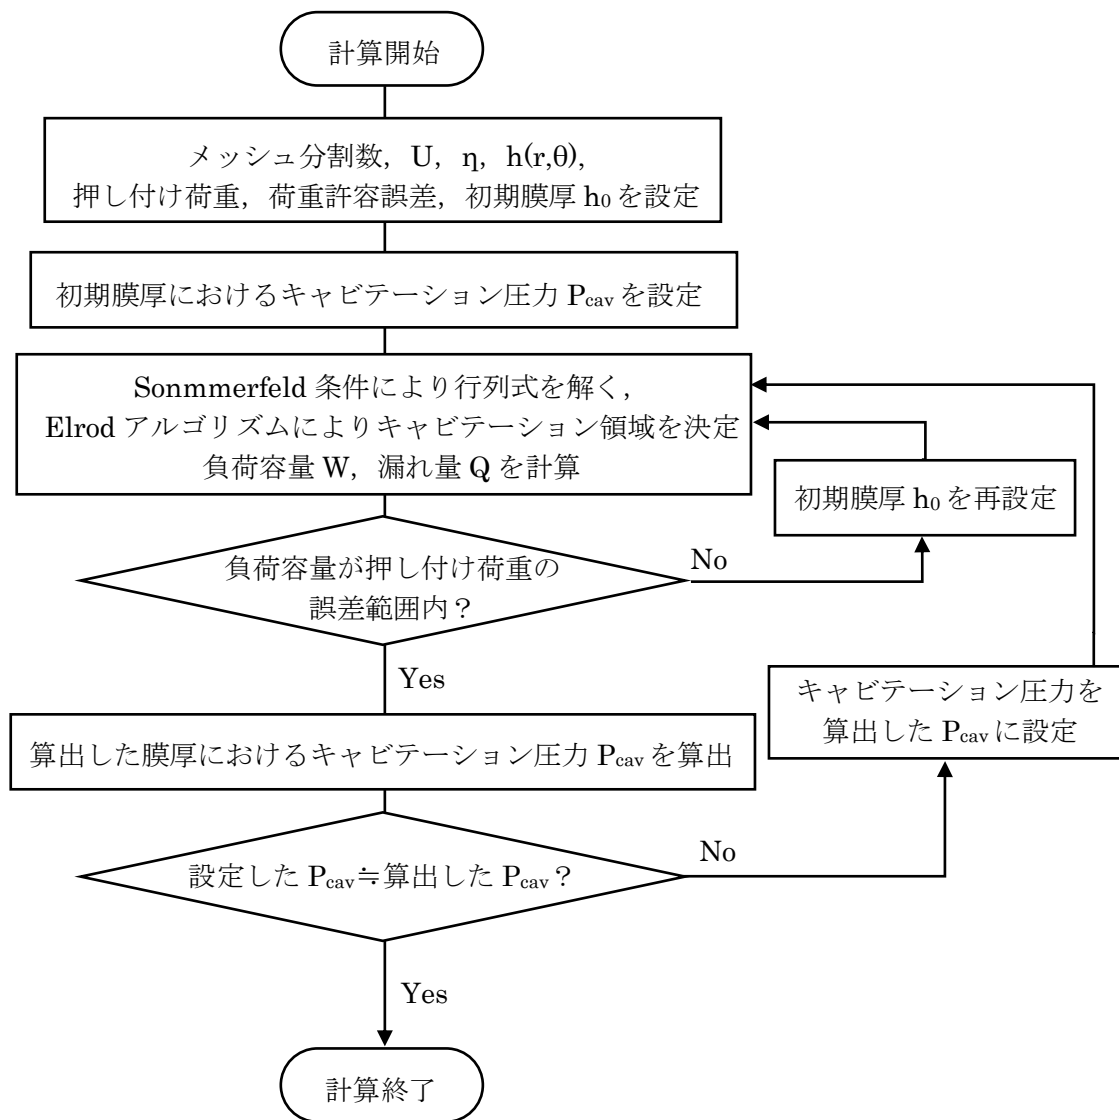 計算開始
メッシュ分割数，U，η，h(r,θ),
押し付け荷重，荷重許容誤差，初期膜厚 h0 を設定
初期膜厚におけるキャビテーション圧力 Pcav を設定
Sonmmerfeld 条件により行列式を解く，
Elrod アルゴリズムによりキャビテーション領域を決定
負荷容量 W，漏れ量 Q を計算
初期膜厚 h0 を再設定
負荷容量が押し付け荷重の
誤差範囲内？
No
Yes
キャビテーション圧力を
算出した Pcav に設定
算出した膜厚におけるキャビテーション圧力 Pcav を算出
設定した Pcav≒算出した Pcav？
No
Yes
計算終了